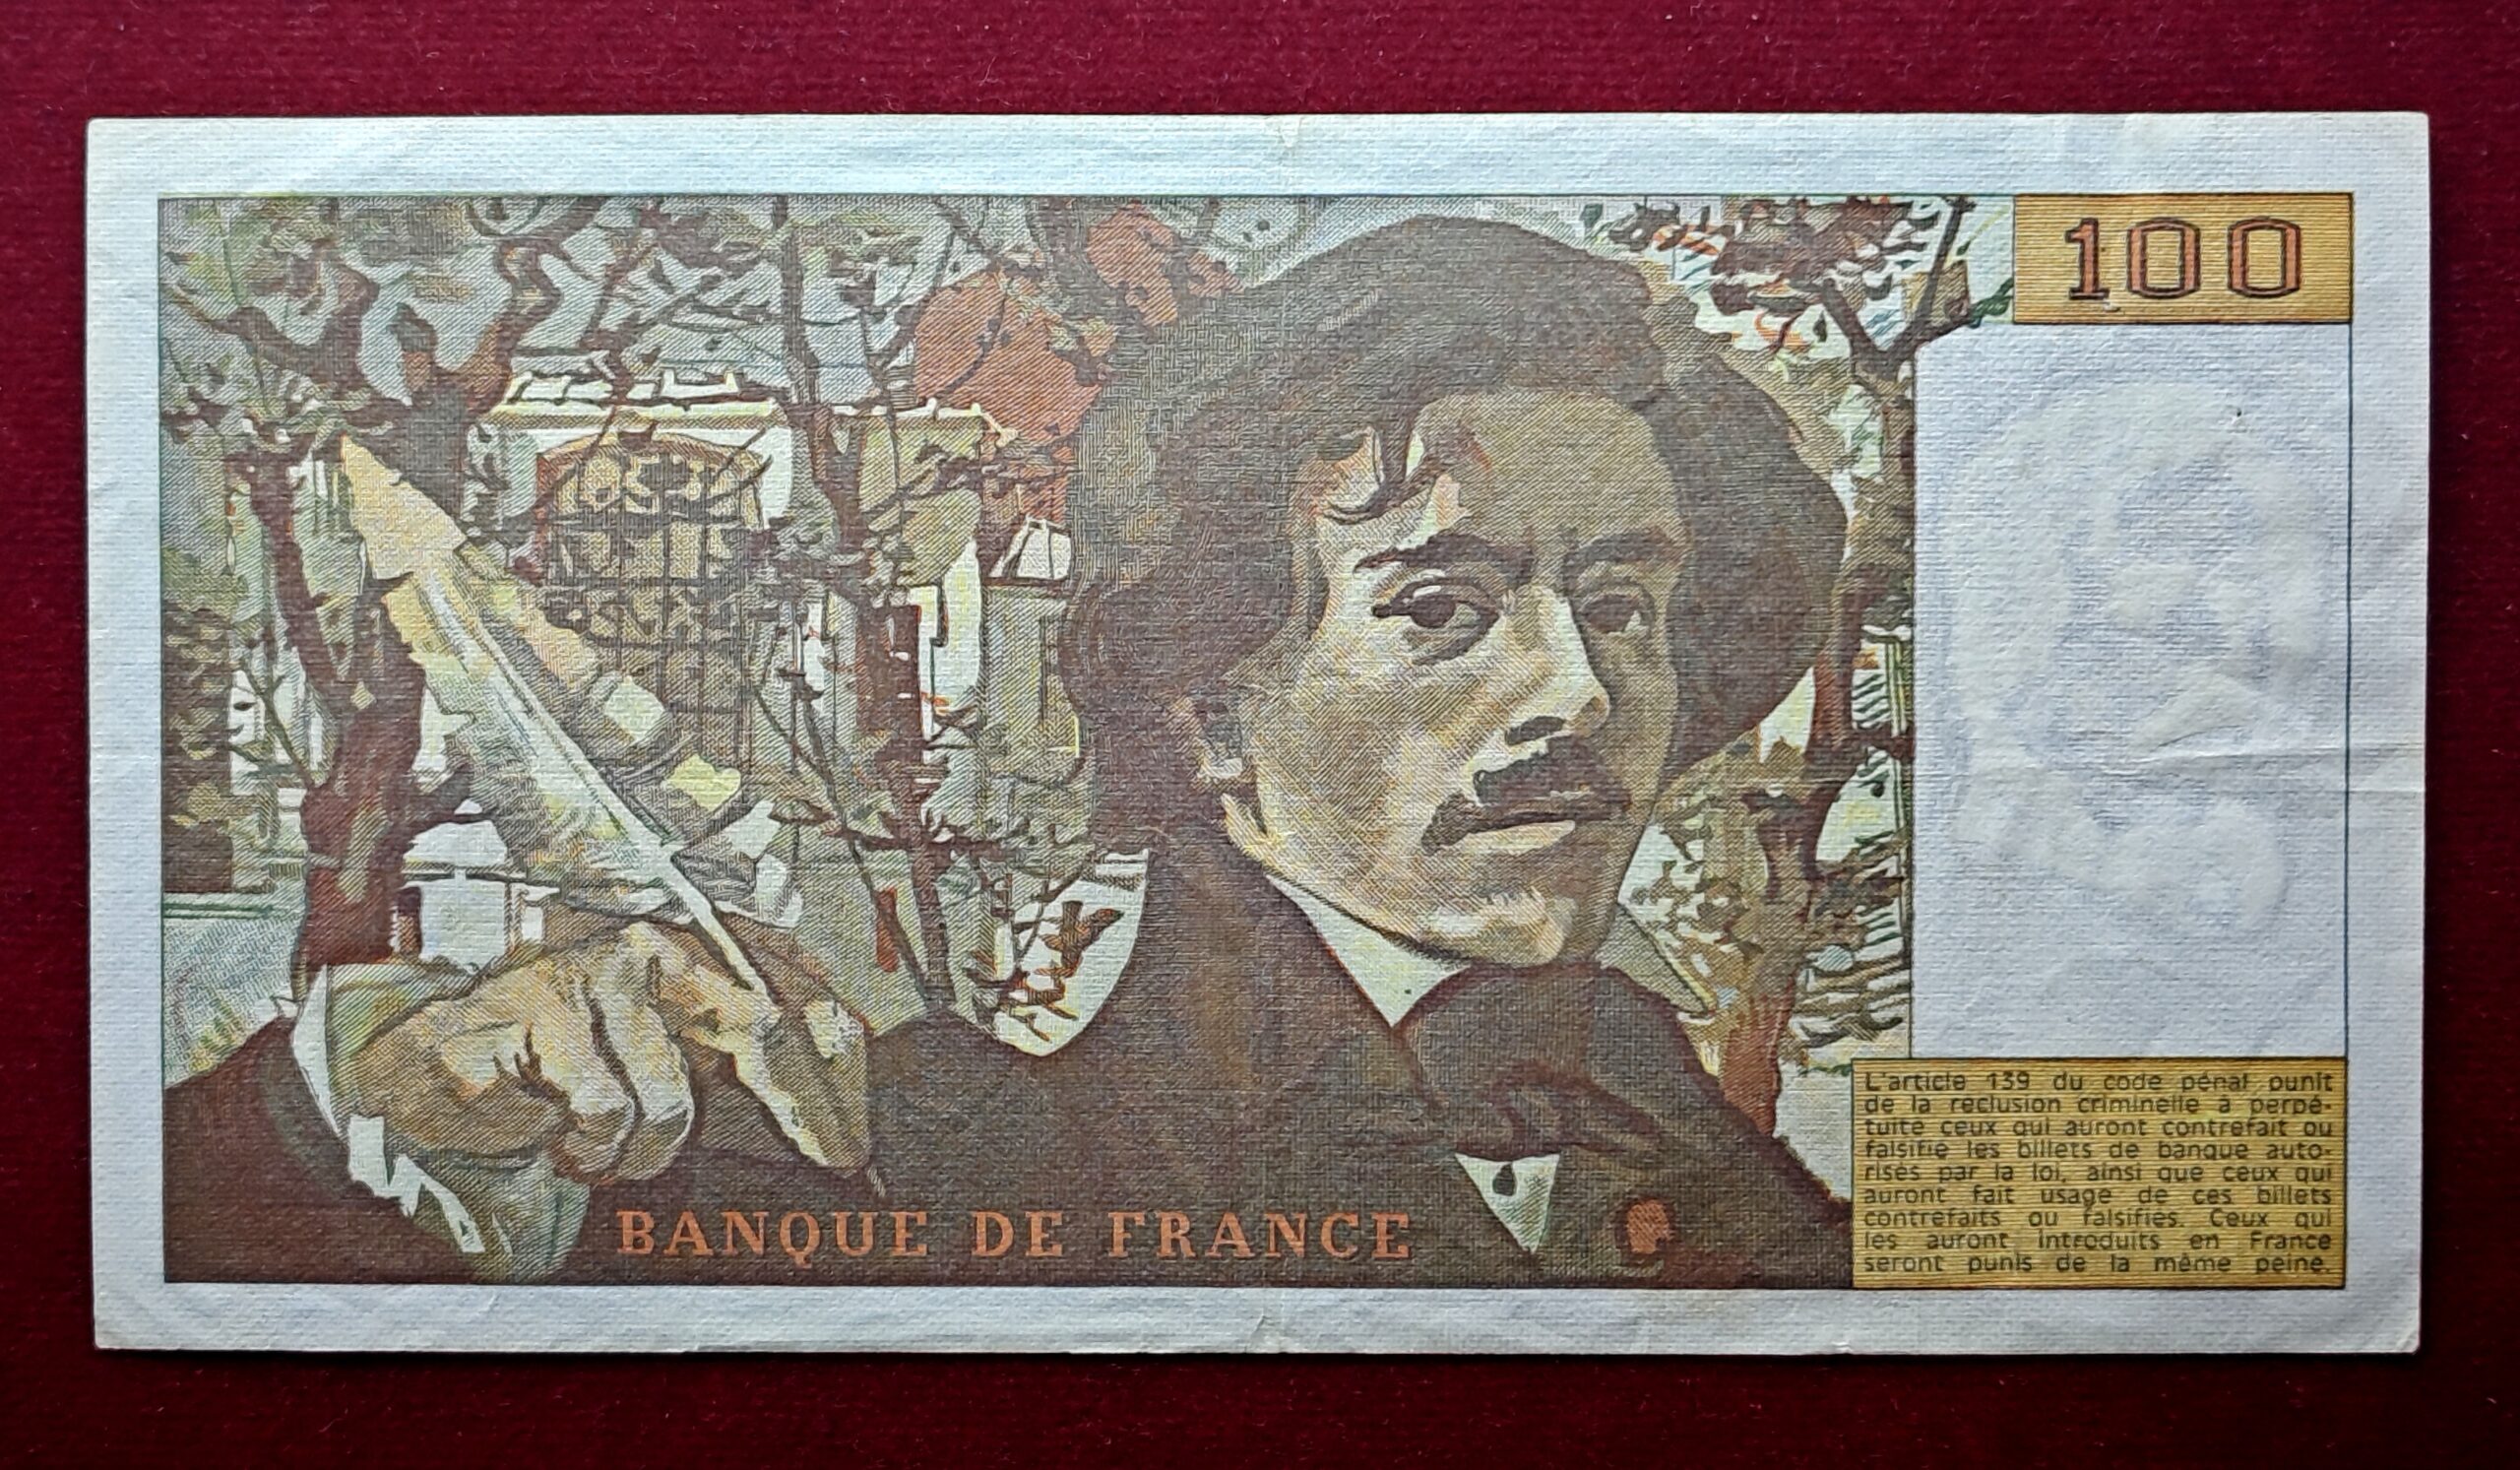 100
BANQUE DE FRANCE
L'article 139 du code pénal punit
de la réclusion criminelle à perpé-
tuité ceux qui auront contrefait ou
falsifié les billets de banque auto-
risés par la loi, ainsi que ceux qui
auront fait usage de ces billets
contrefaits ou falsifiés. Ceux qui
les auront introduits en France
seront punis de la même peine.